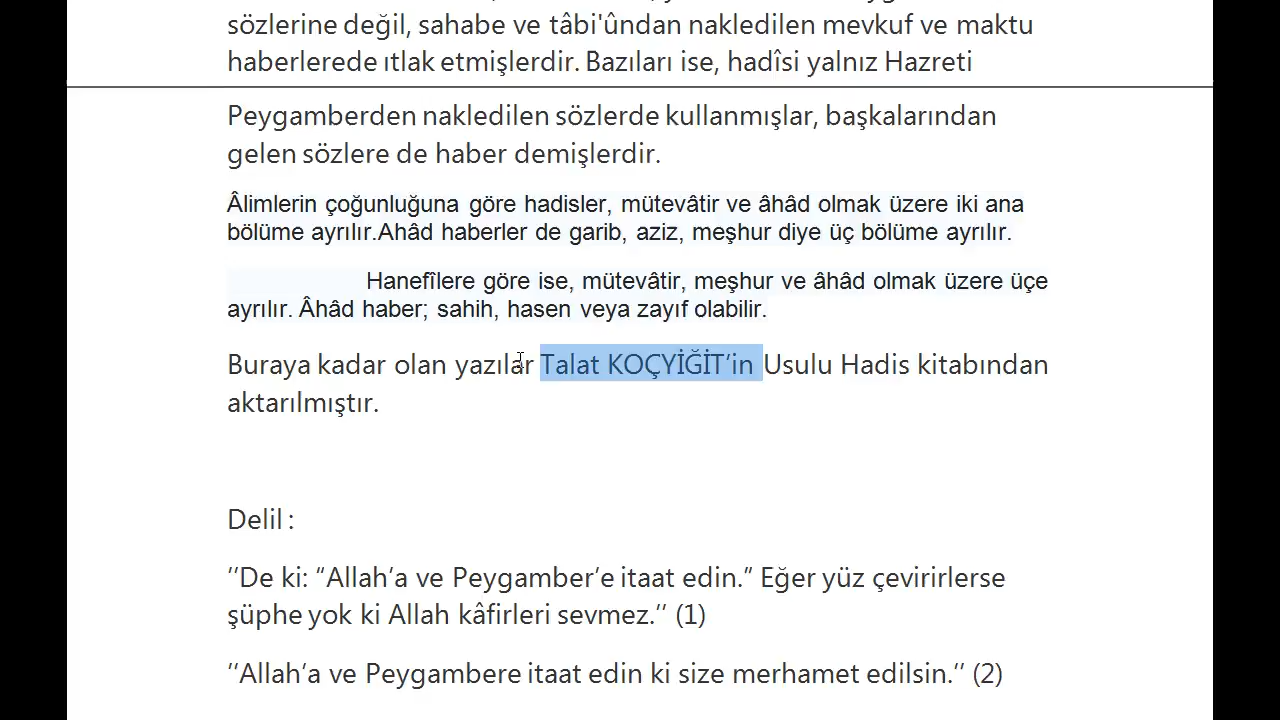 sözlerine değil, sahabe ve tâbi'ûndan nakledilen mevkuf ve maktu
haberlerede ıtlak etmişlerdir. Bazıları ise, hadîsi yalnız Hazreti
Peygamberden nakledilen sözlerde kullanmışlar, başkalarından
gelen sözlere de haber demişlerdir.
Âlimlerin çoğunluğuna göre hadisler, mütevâtir ve âhâd olmak üzere iki ana
bölüme ayrılır.Ahâd haberler de garib, aziz, meşhur diye üç bölüme ayrılır.
Hanefîlere göre ise, mütevâtir, meşhur ve âhâd olmak üzere üçe
ayrılır. Âhâd haber; sahih, hasen veya zayıf olabilir.
Buraya kadar olan yazılar Talat KOÇYİĞİT’in Usulu Hadis kitabından
aktarılmıştır.
Delil :
’’De ki: “Allah’a ve Peygamber’e itaat edin.” Eğer yüz çevirirlerse
şüphe yok ki Allah kâfirleri sevmez.’’ (1)
’’Allah’a ve Peygambere itaat edin ki size merhamet edilsin.’’ (2)